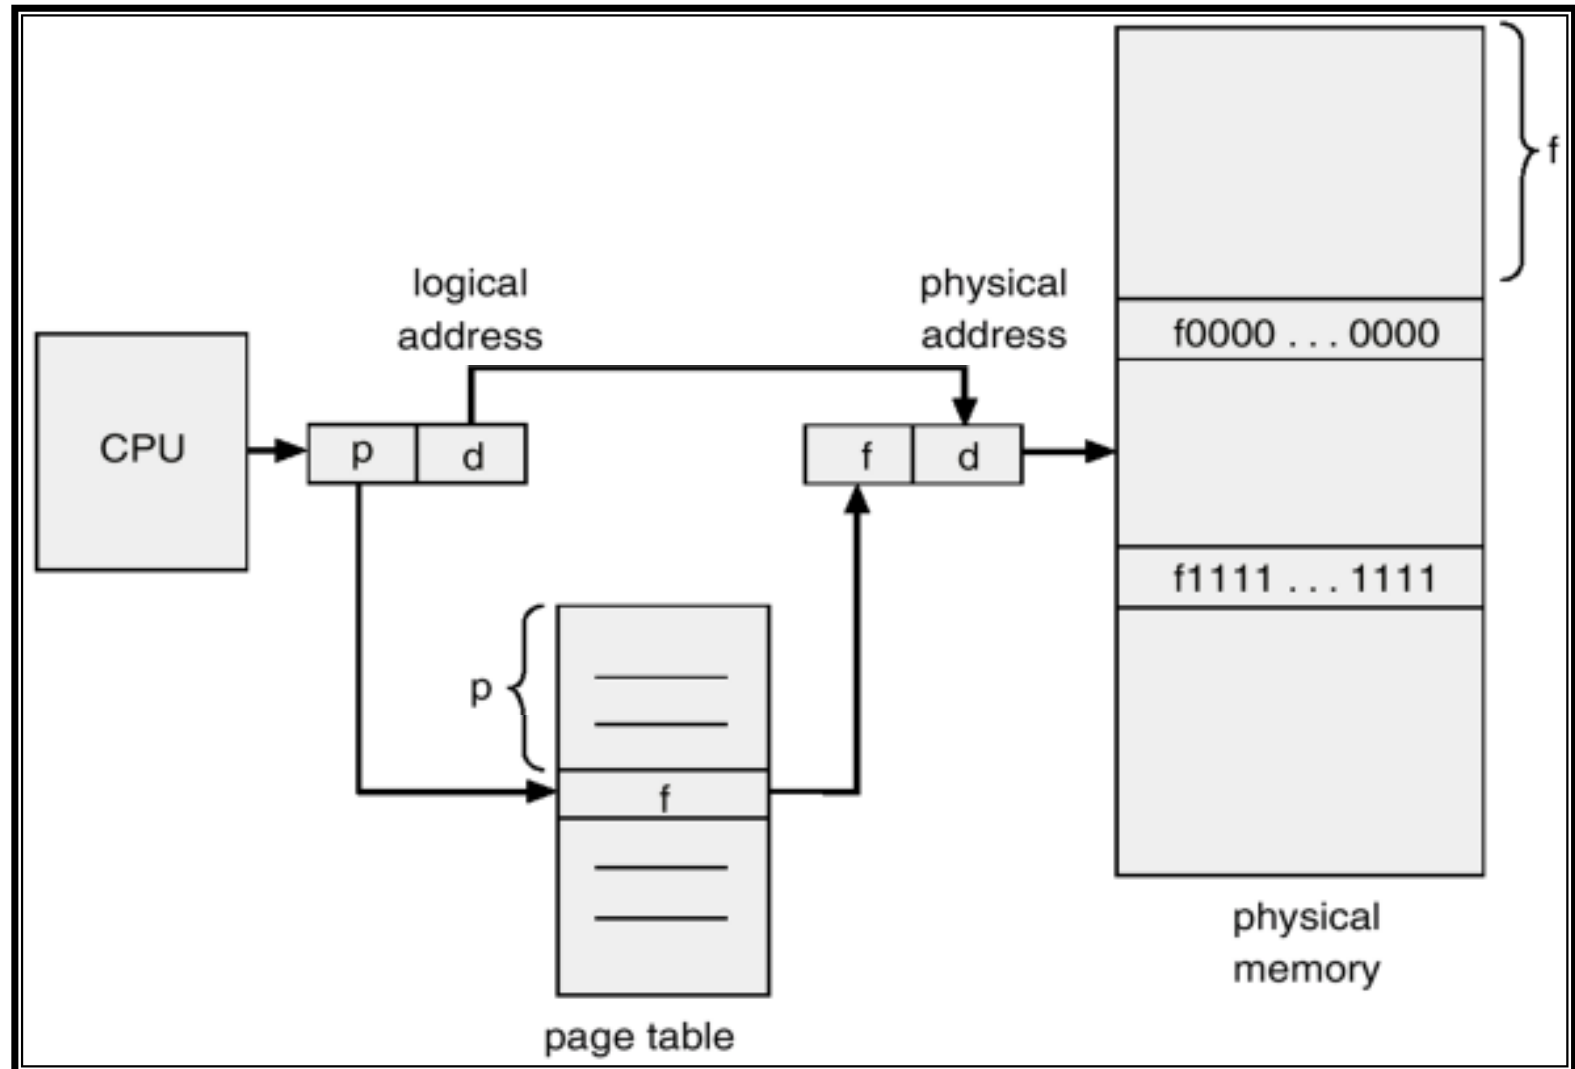 f
logical
address
physical
address
f0000 . . . 0000
CPU
p
d
f
d
f1111 . . . 1111
p
f
physical
memory
page table